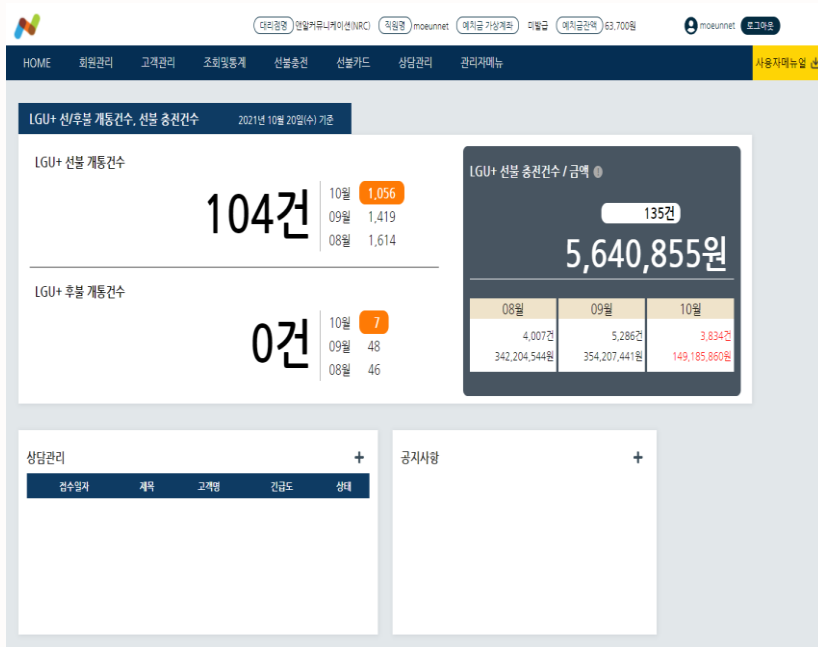 대리점명 앤알커뮤니케이션(NRC) 직원명 moeunnet 예치금 가상계좌 미발급 예치금잔액 63,700원 moeunnet 로그아웃
HOME 회원관리 고객관리 조회및통계 선불충전 선불카드 상담관리 관리자메뉴 사용자메뉴얼
LGU+ 선/후불 개통건수, 선불 충전건수 2021년 10월 20일(수) 기준
LGU+ 선불 개통건수
104건
10월 1,056
09월 1,419
08월 1,614
LGU+ 후불 개통건수
0건
10월 7
09월 48
08월 46
LGU+ 선불 충전건수 / 금액
135건
5,640,855원
08월 09월 10월
4,007건 5,286건 3,834건
342,204,544원 354,207,441원 149,185,860원
상담관리 +
접수일자 제목 고객명 긴급도 상태
공지사항 +